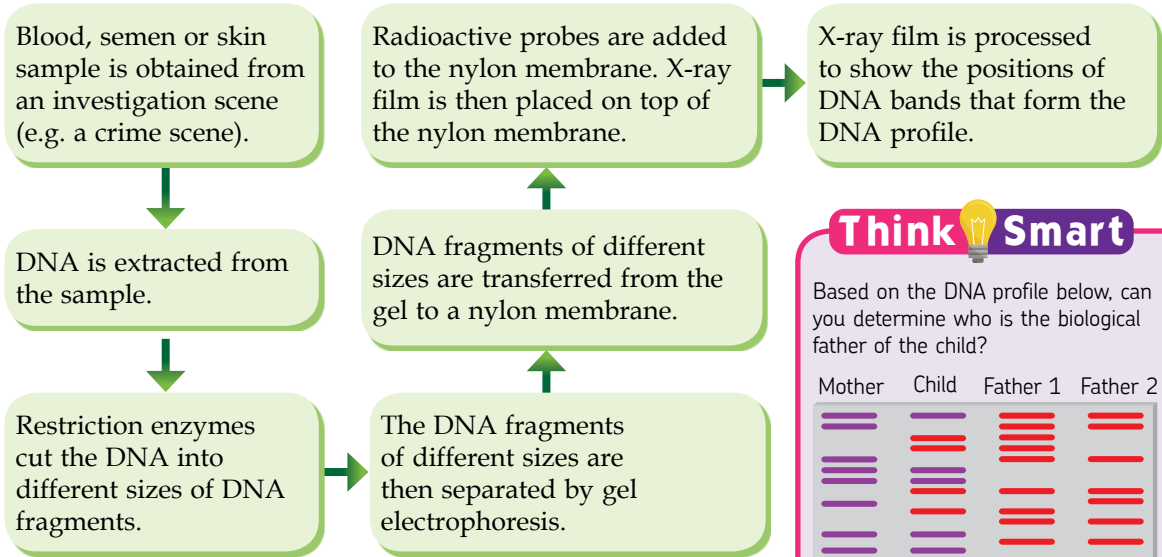 Blood, semen or skin
sample is obtained from
an investigation scene
(e.g. a crime scene).
DNA is extracted from
the sample.
Restriction enzymes
cut the DNA into
different sizes of DNA
fragments.
The DNA fragments
of different sizes are
then separated by gel
electrophoresis.
DNA fragments of different
sizes are transferred from the
gel to a nylon membrane.
Radioactive probes are added
to the nylon membrane. X-ray
film is then placed on top of
the nylon membrane.
X-ray film is processed
to show the positions of
DNA bands that form the
DNA profile.
Think Smart
Based on the DNA profile below, can
you determine who is the biological
father of the child?
Mother Child Father 1 Father 2